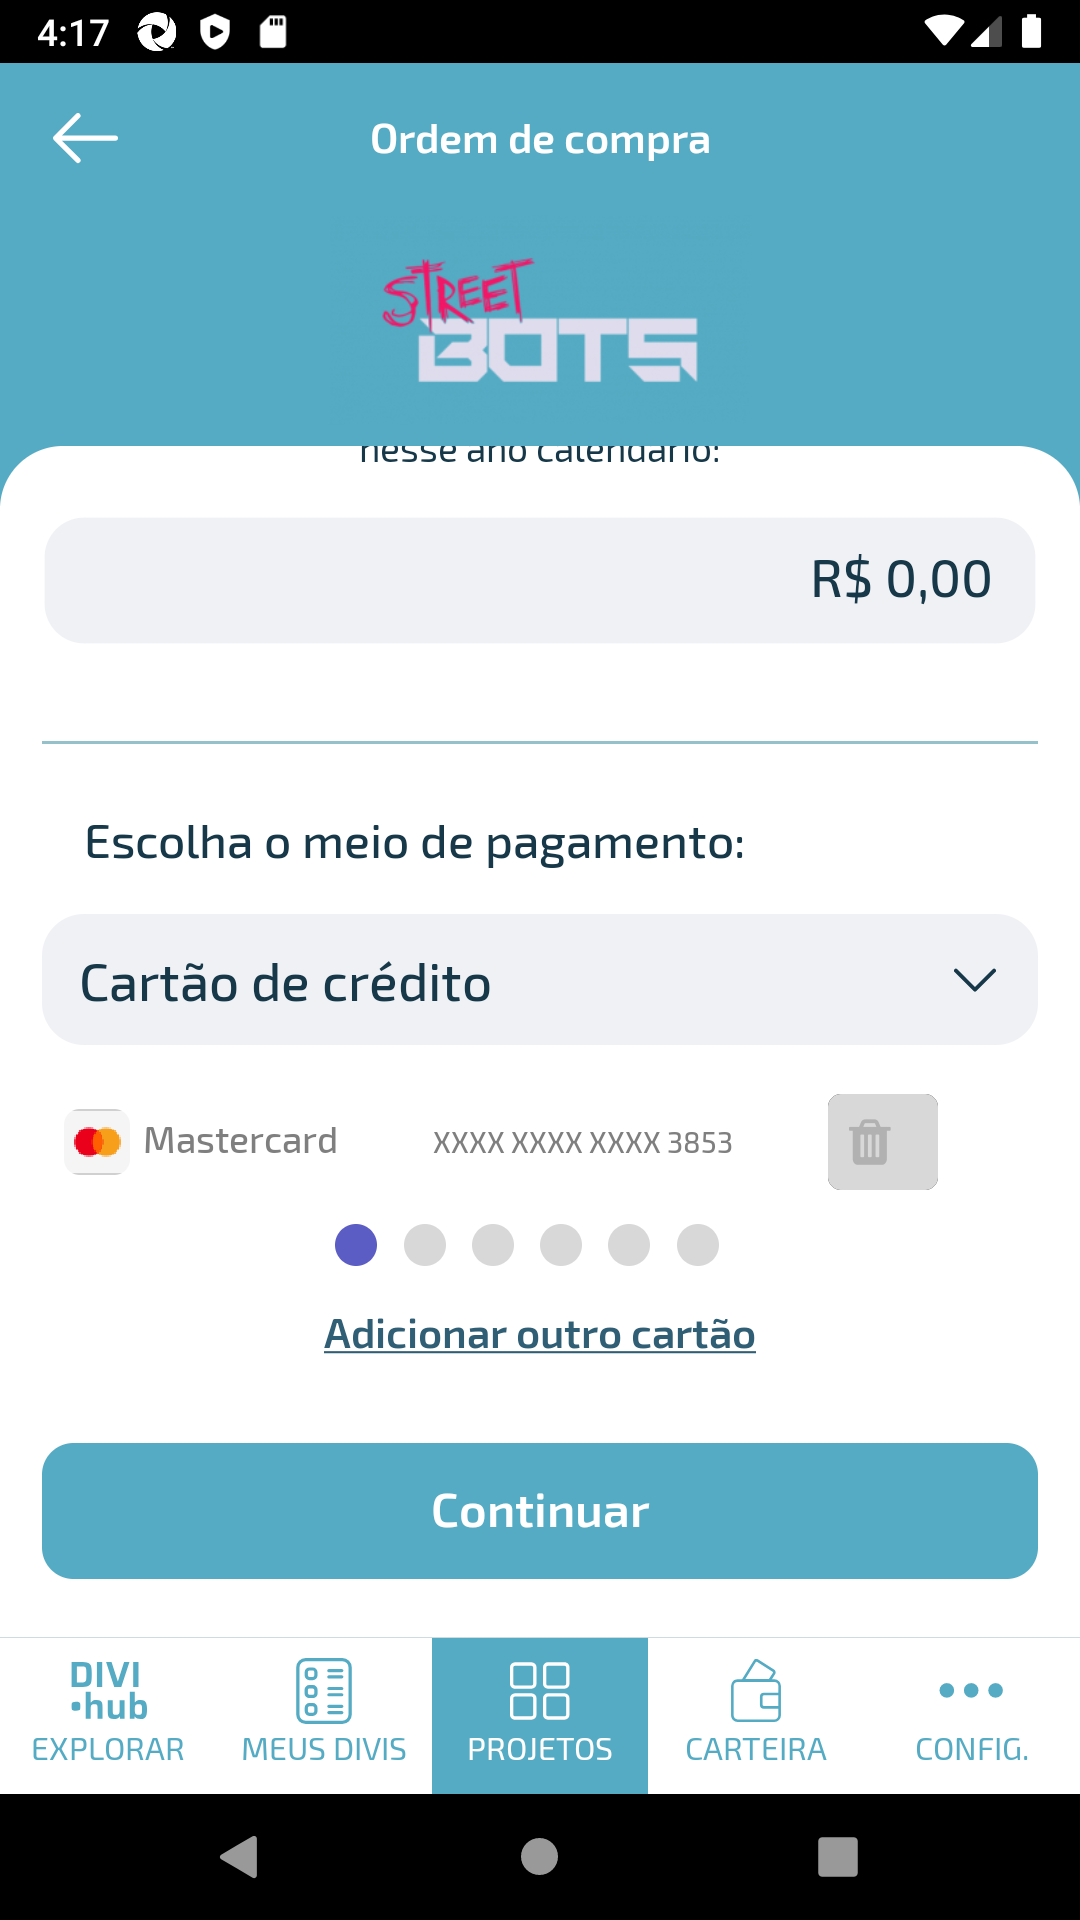 4:17
Ordem de compra
STREET
BOTS
nesse ano calendário:
R$ 0,00
Escolha o meio de pagamento:
Cartão de crédito
Mastercard XXXX XXXX XXXX 3853
Adicionar outro cartão
Continuar
DIVI
·hub
EXPLORAR MEUS DIVIS PROJETOS CARTEIRA CONFIG.